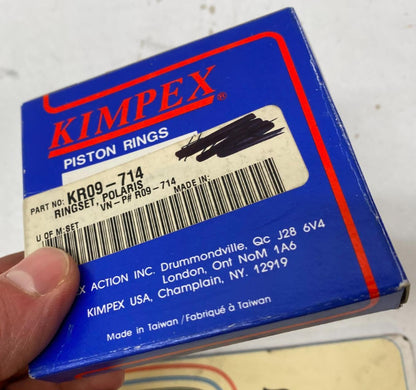 KIMPEX®
PISTON RINGS
PART NO: KR09-714
RINGSET, POLARIS
VN-P# R09-714 MADE IN:
U OF M: SET
EX ACTION INC. Drummondville, Qc J2B 6V4
London, Ont N0M 1A6
KIMPEX USA, Champlain, NY. 12919
Made in Taiwan / Fabriqué à Taiwan